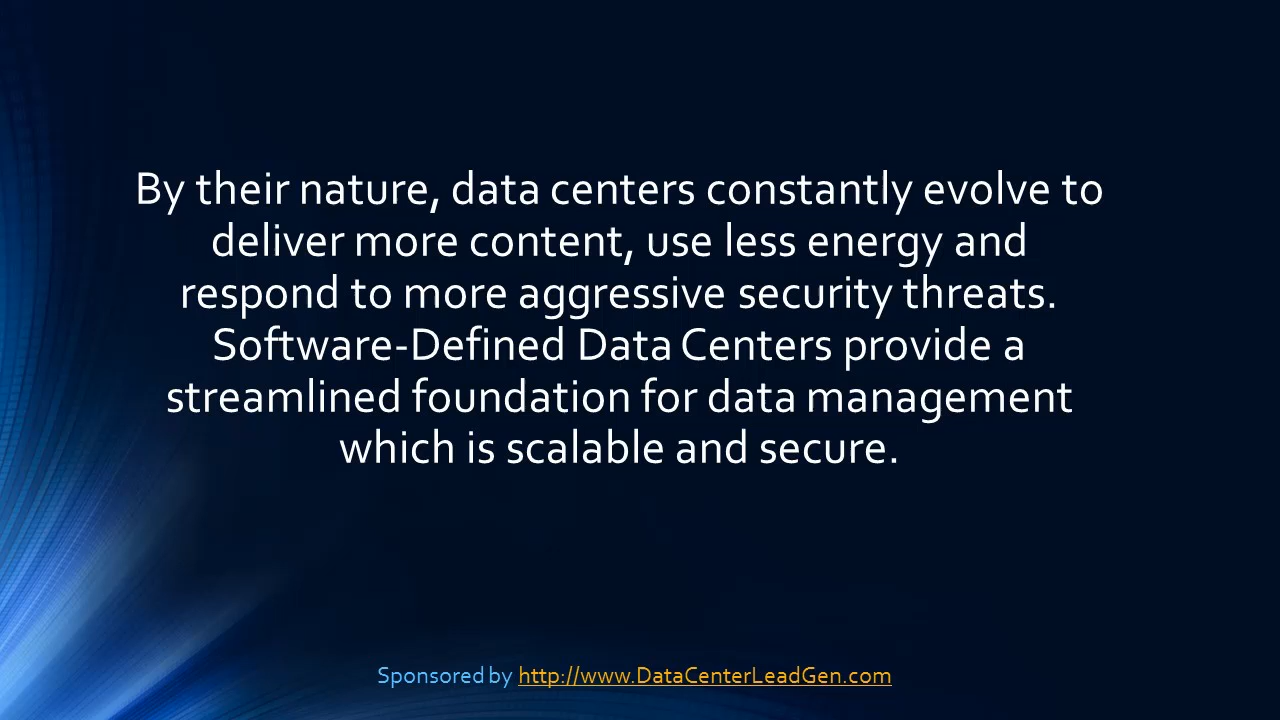 By their nature, data centers constantly evolve to
deliver more content, use less energy and
respond to more aggressive security threats.
Software-Defined Data Centers provide a
streamlined foundation for data management
which is scalable and secure.
Sponsored by http://www.DataCenterLeadGen.com